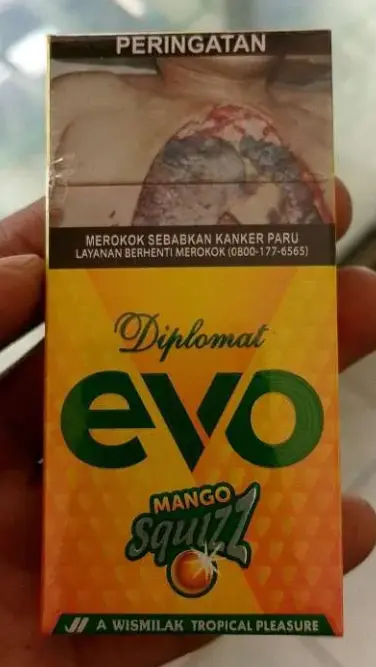 PERINGATAN
MEROKOK SEBABKAN KANKER PARU
LAYANAN BERHENTI MEROKOK (0800-177-6565)
Diplomat
evo
MANGO
SquizZ
A WISMILAK TROPICAL PLEASURE